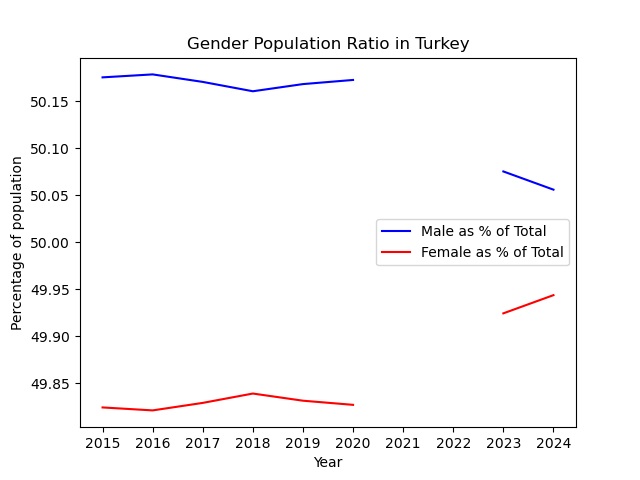 Gender Population Ratio in Turkey
Percentage of population
50.15
50.10
50.05
50.00
49.95
49.90
49.85
Male as % of Total
Female as % of Total
2015 2016 2017 2018 2019 2020 2021 2022 2023 2024
Year